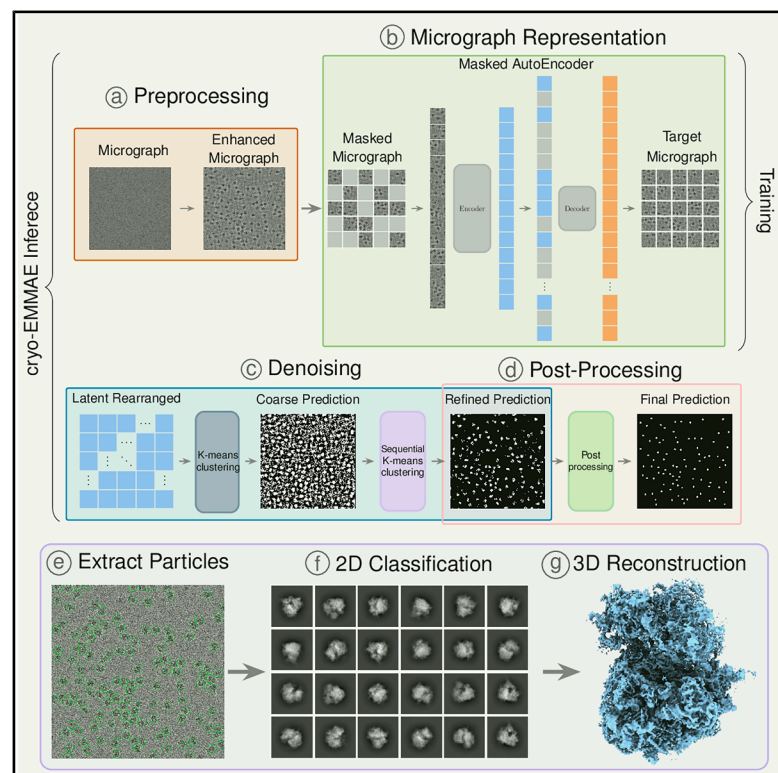 ⓑ Micrograph Representation
Masked AutoEncoder
ⓐ Preprocessing
Micrograph
Enhanced
Micrograph
Masked
Micrograph
Encoder
Decoder
Target
Micrograph
Training
cryo-EMMAE Inferece
ⓒ Denoising
ⓓ Post-Processing
Latent Rearranged
K-means
clustering
Coarse Prediction
Sequential
K-means
clustering
Refined Prediction
Post
processing
Final Prediction
ⓔ Extract Particles
ⓕ 2D Classification
ⓖ 3D Reconstruction